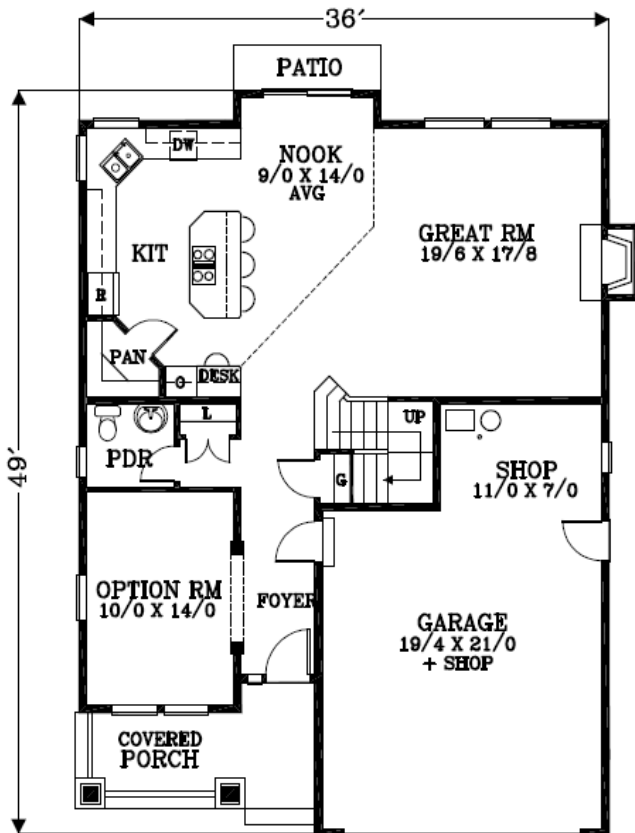 36'
PATIO
DW
NOOK
9/0 X 14/0
AVG
GREAT RM
19/6 X 17/8
KIT
R
PAN
O
DESK
L
UP
PDR
G
SHOP
11/0 X 7/0
49'
OPTION RM
10/0 X 14/0
FOYER
GARAGE
19/4 X 21/0
+ SHOP
COVERED
PORCH